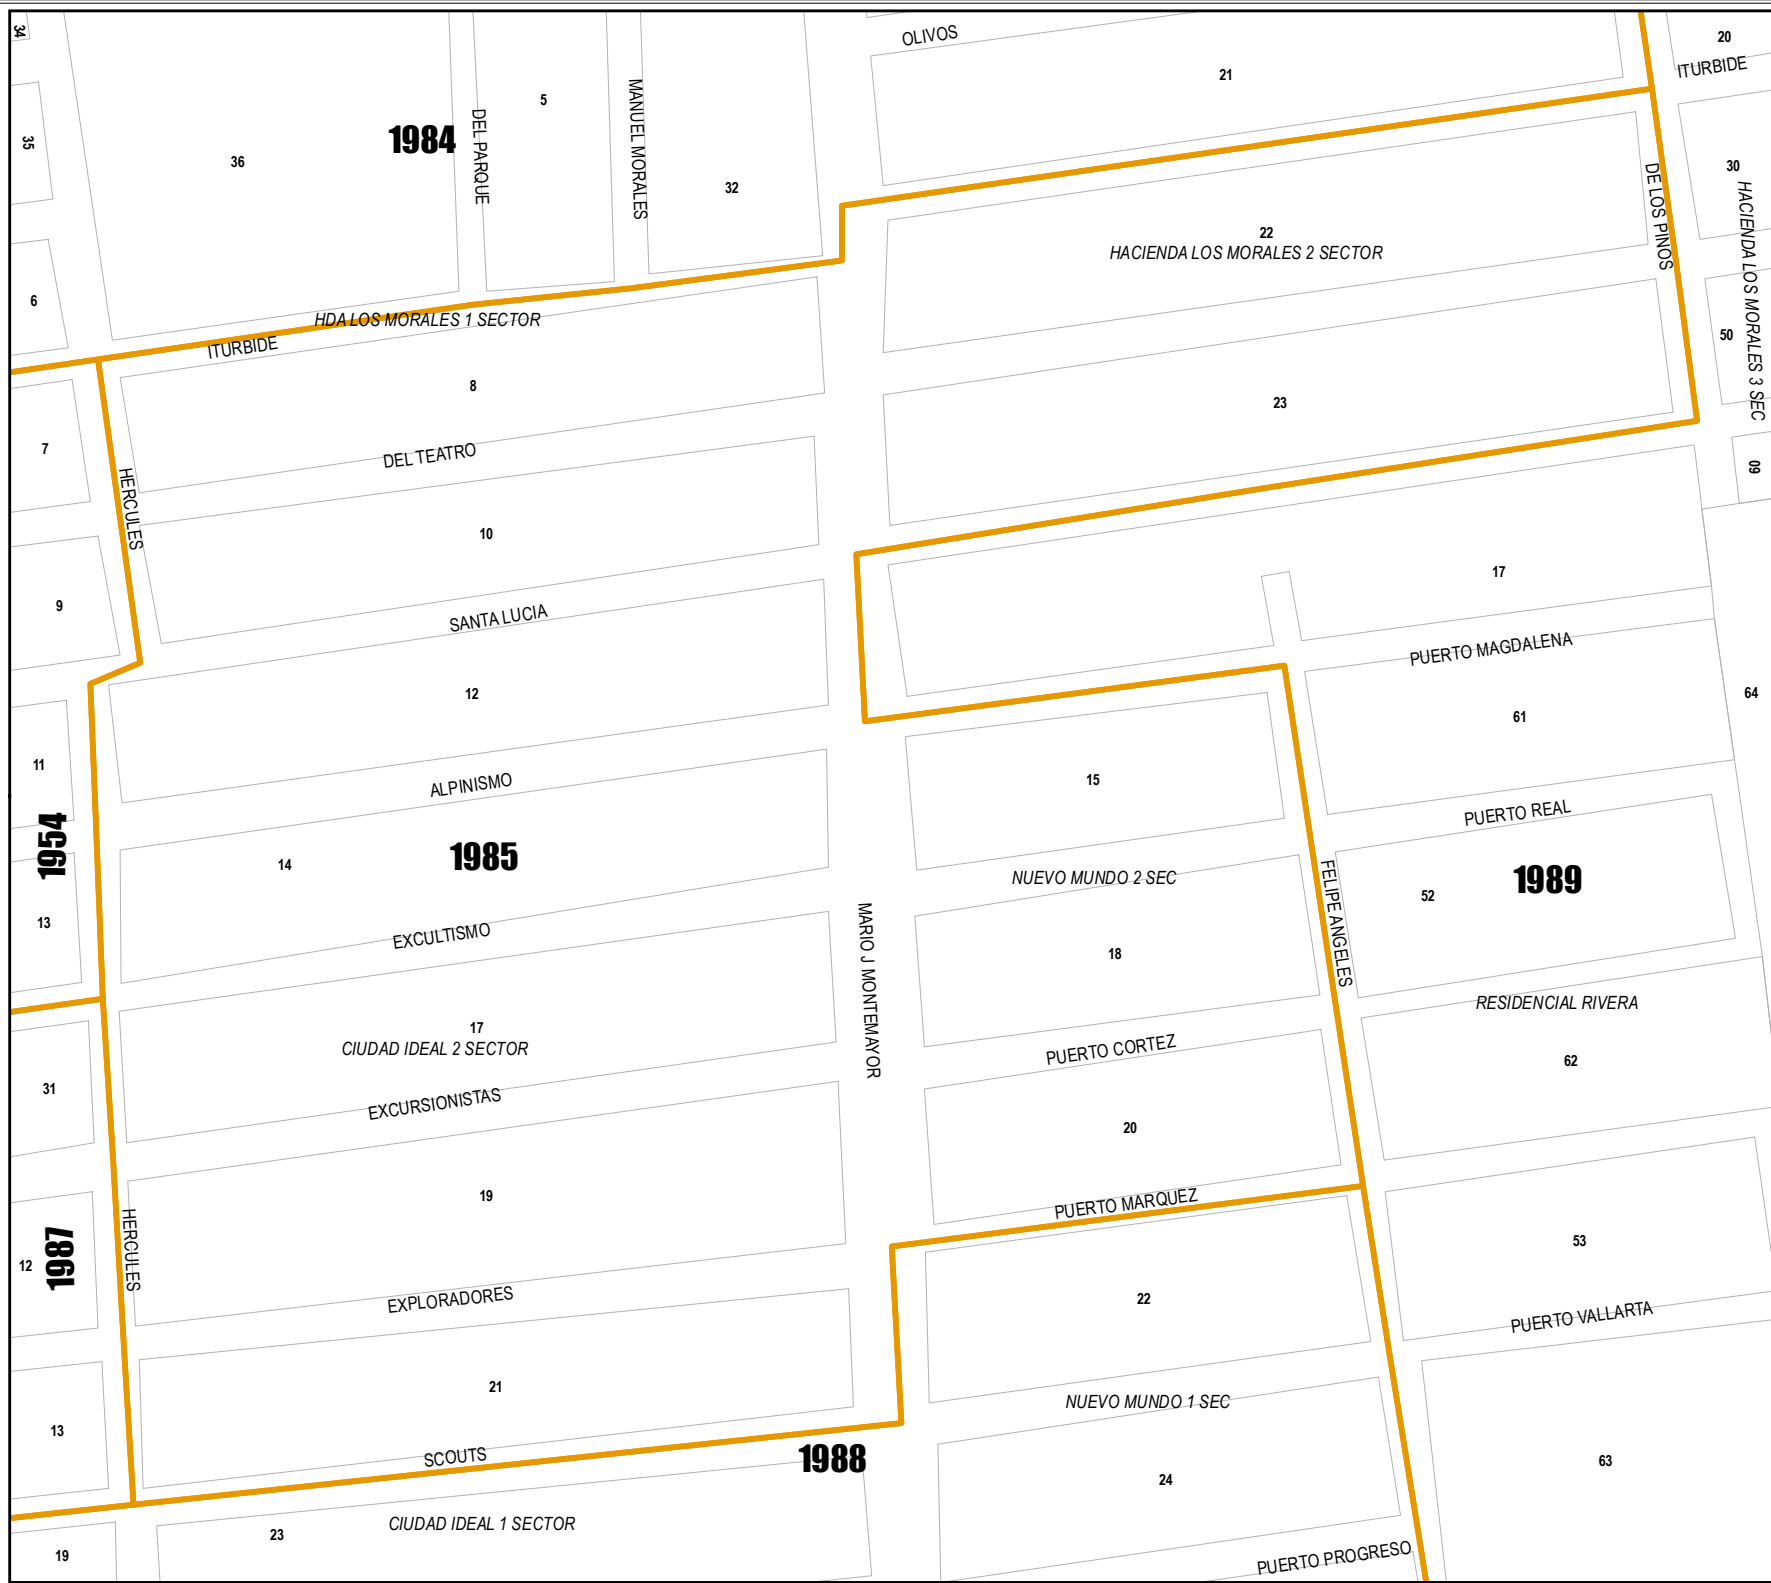 34
OLIVOS
20
ITURBIDE
21
5
DEL PARQUE
MANUEL MORALES
35
1984
36
32
30
DE LOS PINOS
HACIENDA LOS MORALES 3 SEC
22
HACIENDA LOS MORALES 2 SECTOR
6
HDA LOS MORALES 1 SECTOR
ITURBIDE
50
8
23
7
DEL TEATRO
60
HERCULES
10
17
9
SANTA LUCIA
PUERTO MAGDALENA
12
64
61
11
15
ALPINISMO
PUERTO REAL
1954
14
1985
NUEVO MUNDO 2 SEC
FELIPE ANGELES
52
1989
13
EXCULTISMO
MARIO J MONTEMAYOR
18
RESIDENCIAL RIVERA
17
CIUDAD IDEAL 2 SECTOR
PUERTO CORTEZ
62
31
EXCURSIONISTAS
20
19
PUERTO MARQUEZ
HERCULES
12
1987
53
EXPLORADORES
22
PUERTO VALLARTA
21
NUEVO MUNDO 1 SEC
13
SCOUTS
1988
63
24
CIUDAD IDEAL 1 SECTOR
23
19
PUERTO PROGRESO